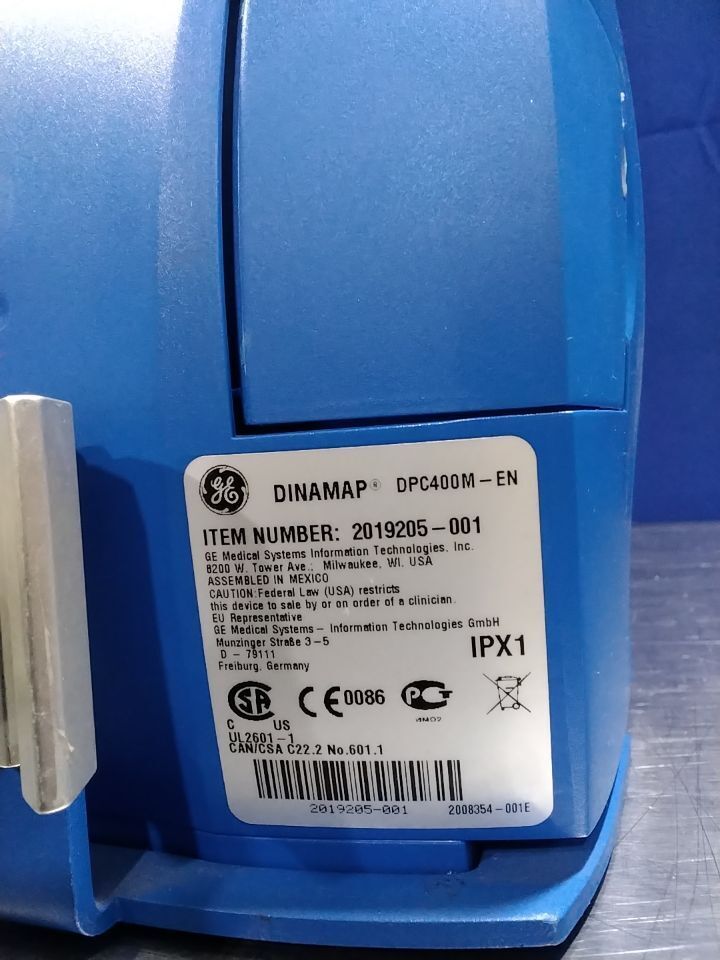 GE DINAMAP® DPC400M-EN
ITEM NUMBER: 2019205-001
GE Medical Systems Information Technologies. Inc.
8200 W. Tower Ave.; Milwaukee, WI. USA
ASSEMBLED IN MEXICO
CAUTION:Federal Law (USA) restricts
this device to sale by or on order of a clinician.
EU Representative
GE Medical Systems - Information Technologies GmbH
Munzinger Straße 3-5
D - 79111
Freiburg. Germany
IPX1
SA CE 0086 PCT
C US
UL2601-1
CAN/CSA C22.2 No.601.1
2019205-001 2008354-001E